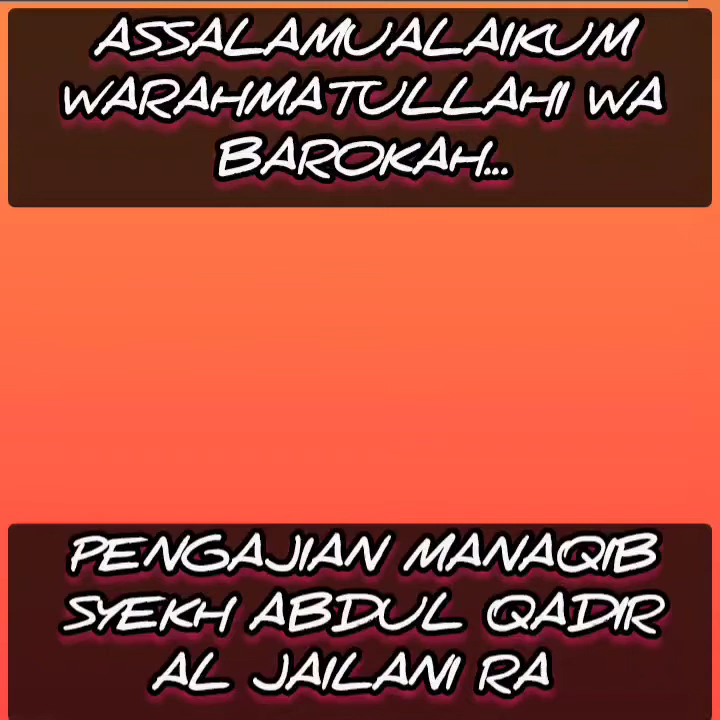 ASSALAMUALAIKUM
WARAHMATULLAHI WA
BAROKAH...
PENGAJIAN MANAQIB
SYEKH ABDUL QADIR
AL JAILANI RA